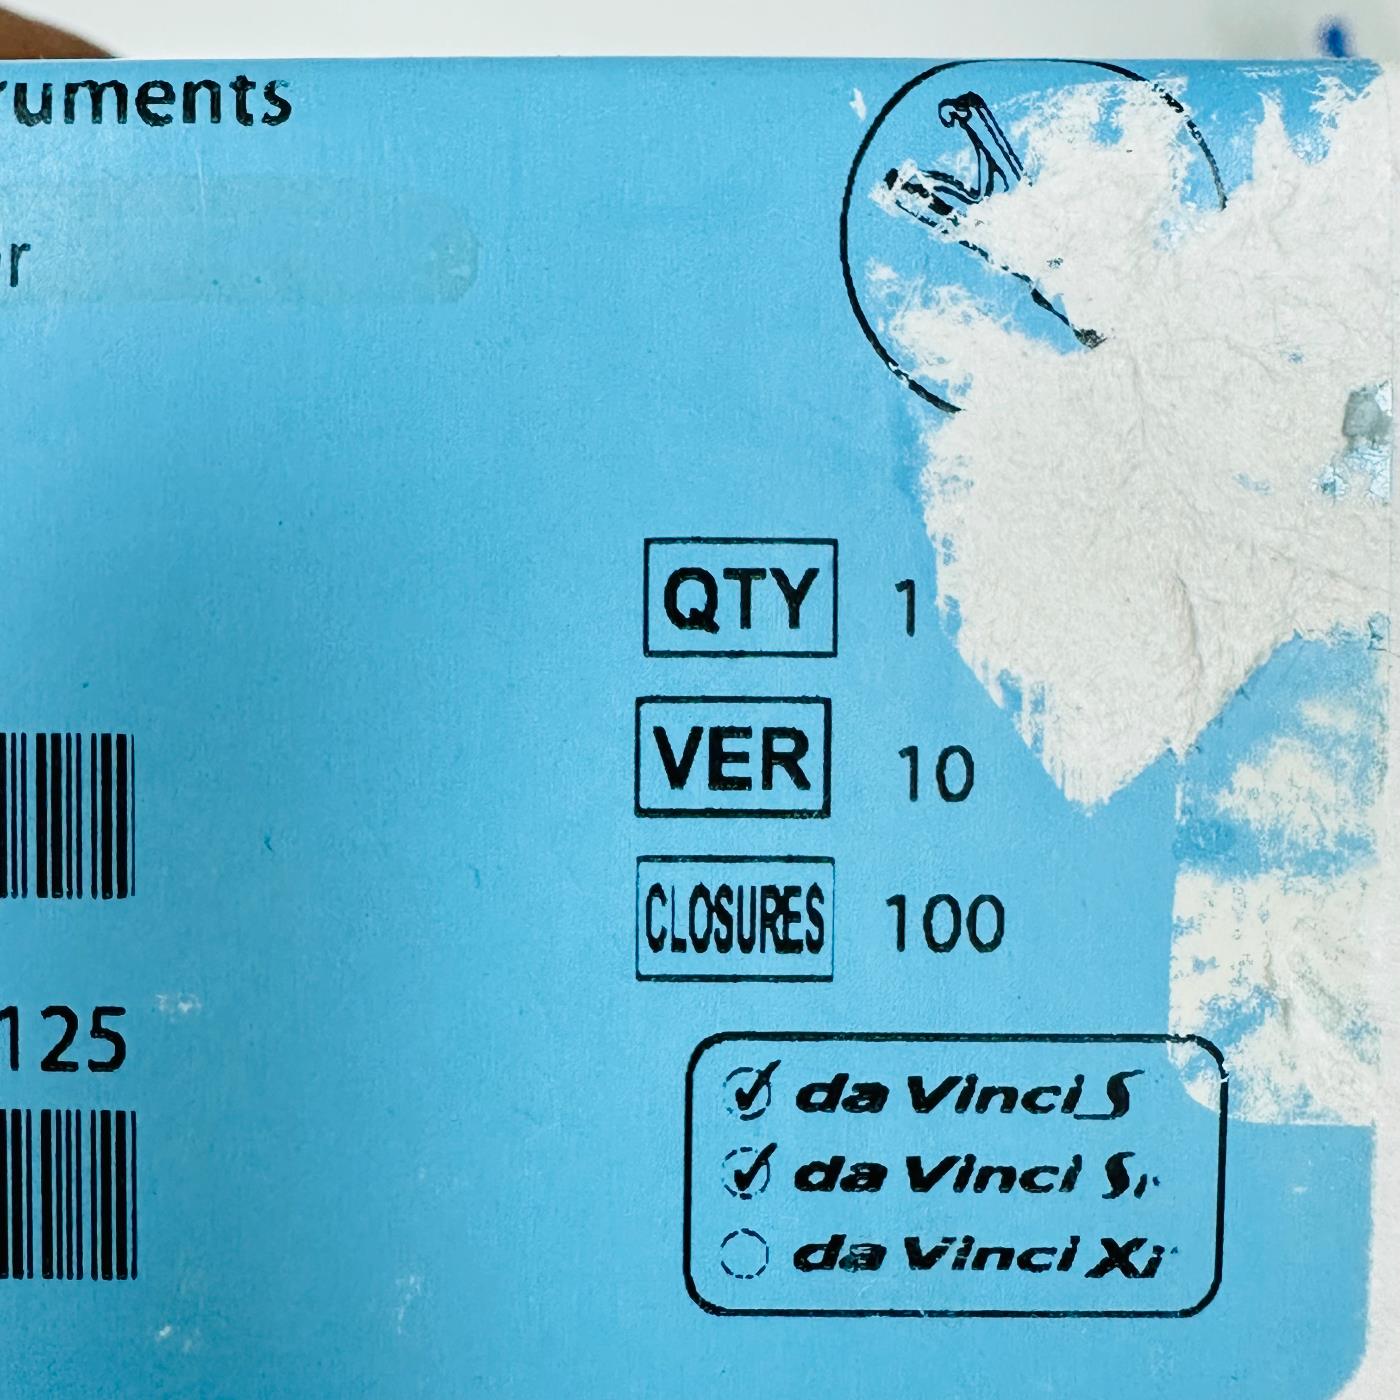 ruments
r
QTY 1
VER 10
CLOSURES 100
125
da Vinci S
da Vinci Si
da Vinci Xi